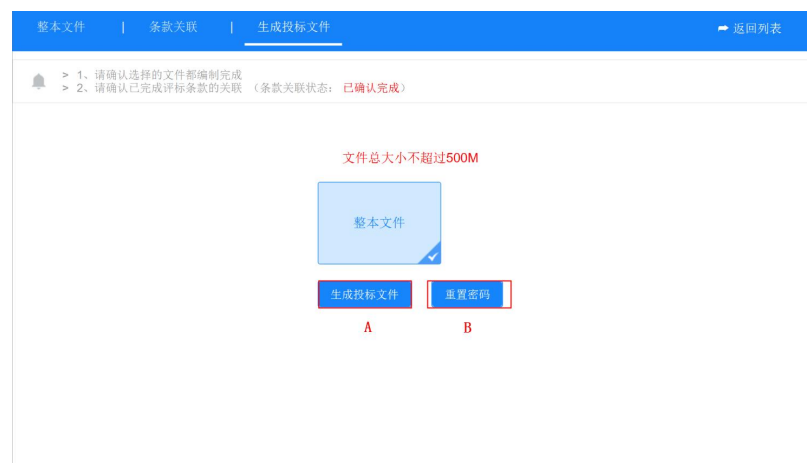 整本文件 | 条款关联 | 生成投标文件 返回列表
> 1、请确认选择的文件都编制完成
> 2、请确认已完成评标条款的关联 （条款关联状态：已确认完成）
文件总大小不超过500M
整本文件
生成投标文件 重置密码
A B